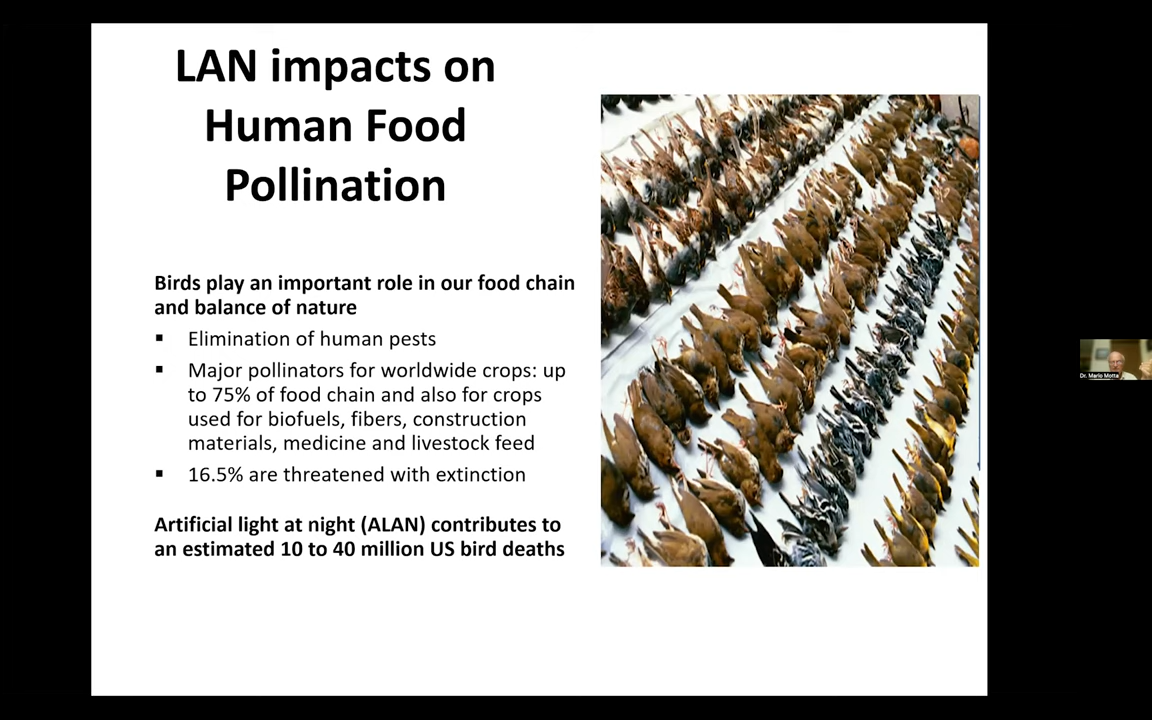 LAN impacts on
Human Food
Pollination
Birds play an important role in our food chain
and balance of nature
▪ Elimination of human pests
▪ Major pollinators for worldwide crops: up
to 75% of food chain and also for crops
used for biofuels, fibers, construction
materials, medicine and livestock feed
▪ 16.5% are threatened with extinction
Artificial light at night (ALAN) contributes to
an estimated 10 to 40 million US bird deaths
Dr. Mario Motta